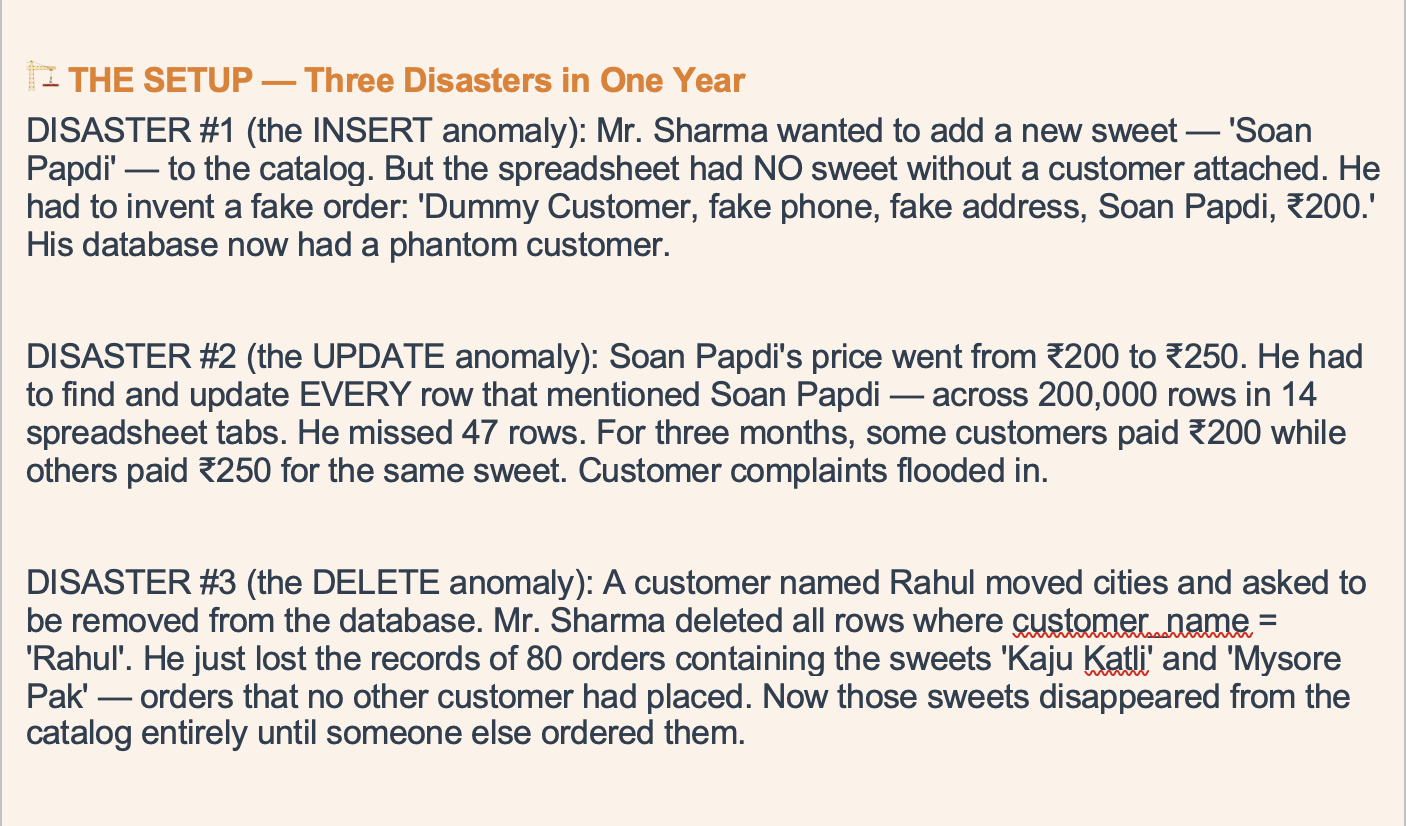 🏗️ THE SETUP — Three Disasters in One Year
DISASTER #1 (the INSERT anomaly): Mr. Sharma wanted to add a new sweet — 'Soan
Papdi' — to the catalog. But the spreadsheet had NO sweet without a customer attached. He
had to invent a fake order: 'Dummy Customer, fake phone, fake address, Soan Papdi, ₹200.'
His database now had a phantom customer.
DISASTER #2 (the UPDATE anomaly): Soan Papdi's price went from ₹200 to ₹250. He had
to find and update EVERY row that mentioned Soan Papdi — across 200,000 rows in 14
spreadsheet tabs. He missed 47 rows. For three months, some customers paid ₹200 while
others paid ₹250 for the same sweet. Customer complaints flooded in.
DISASTER #3 (the DELETE anomaly): A customer named Rahul moved cities and asked to
be removed from the database. Mr. Sharma deleted all rows where customer_name =
'Rahul'. He just lost the records of 80 orders containing the sweets 'Kaju Katli' and 'Mysore
Pak' — orders that no other customer had placed. Now those sweets disappeared from the
catalog entirely until someone else ordered them.